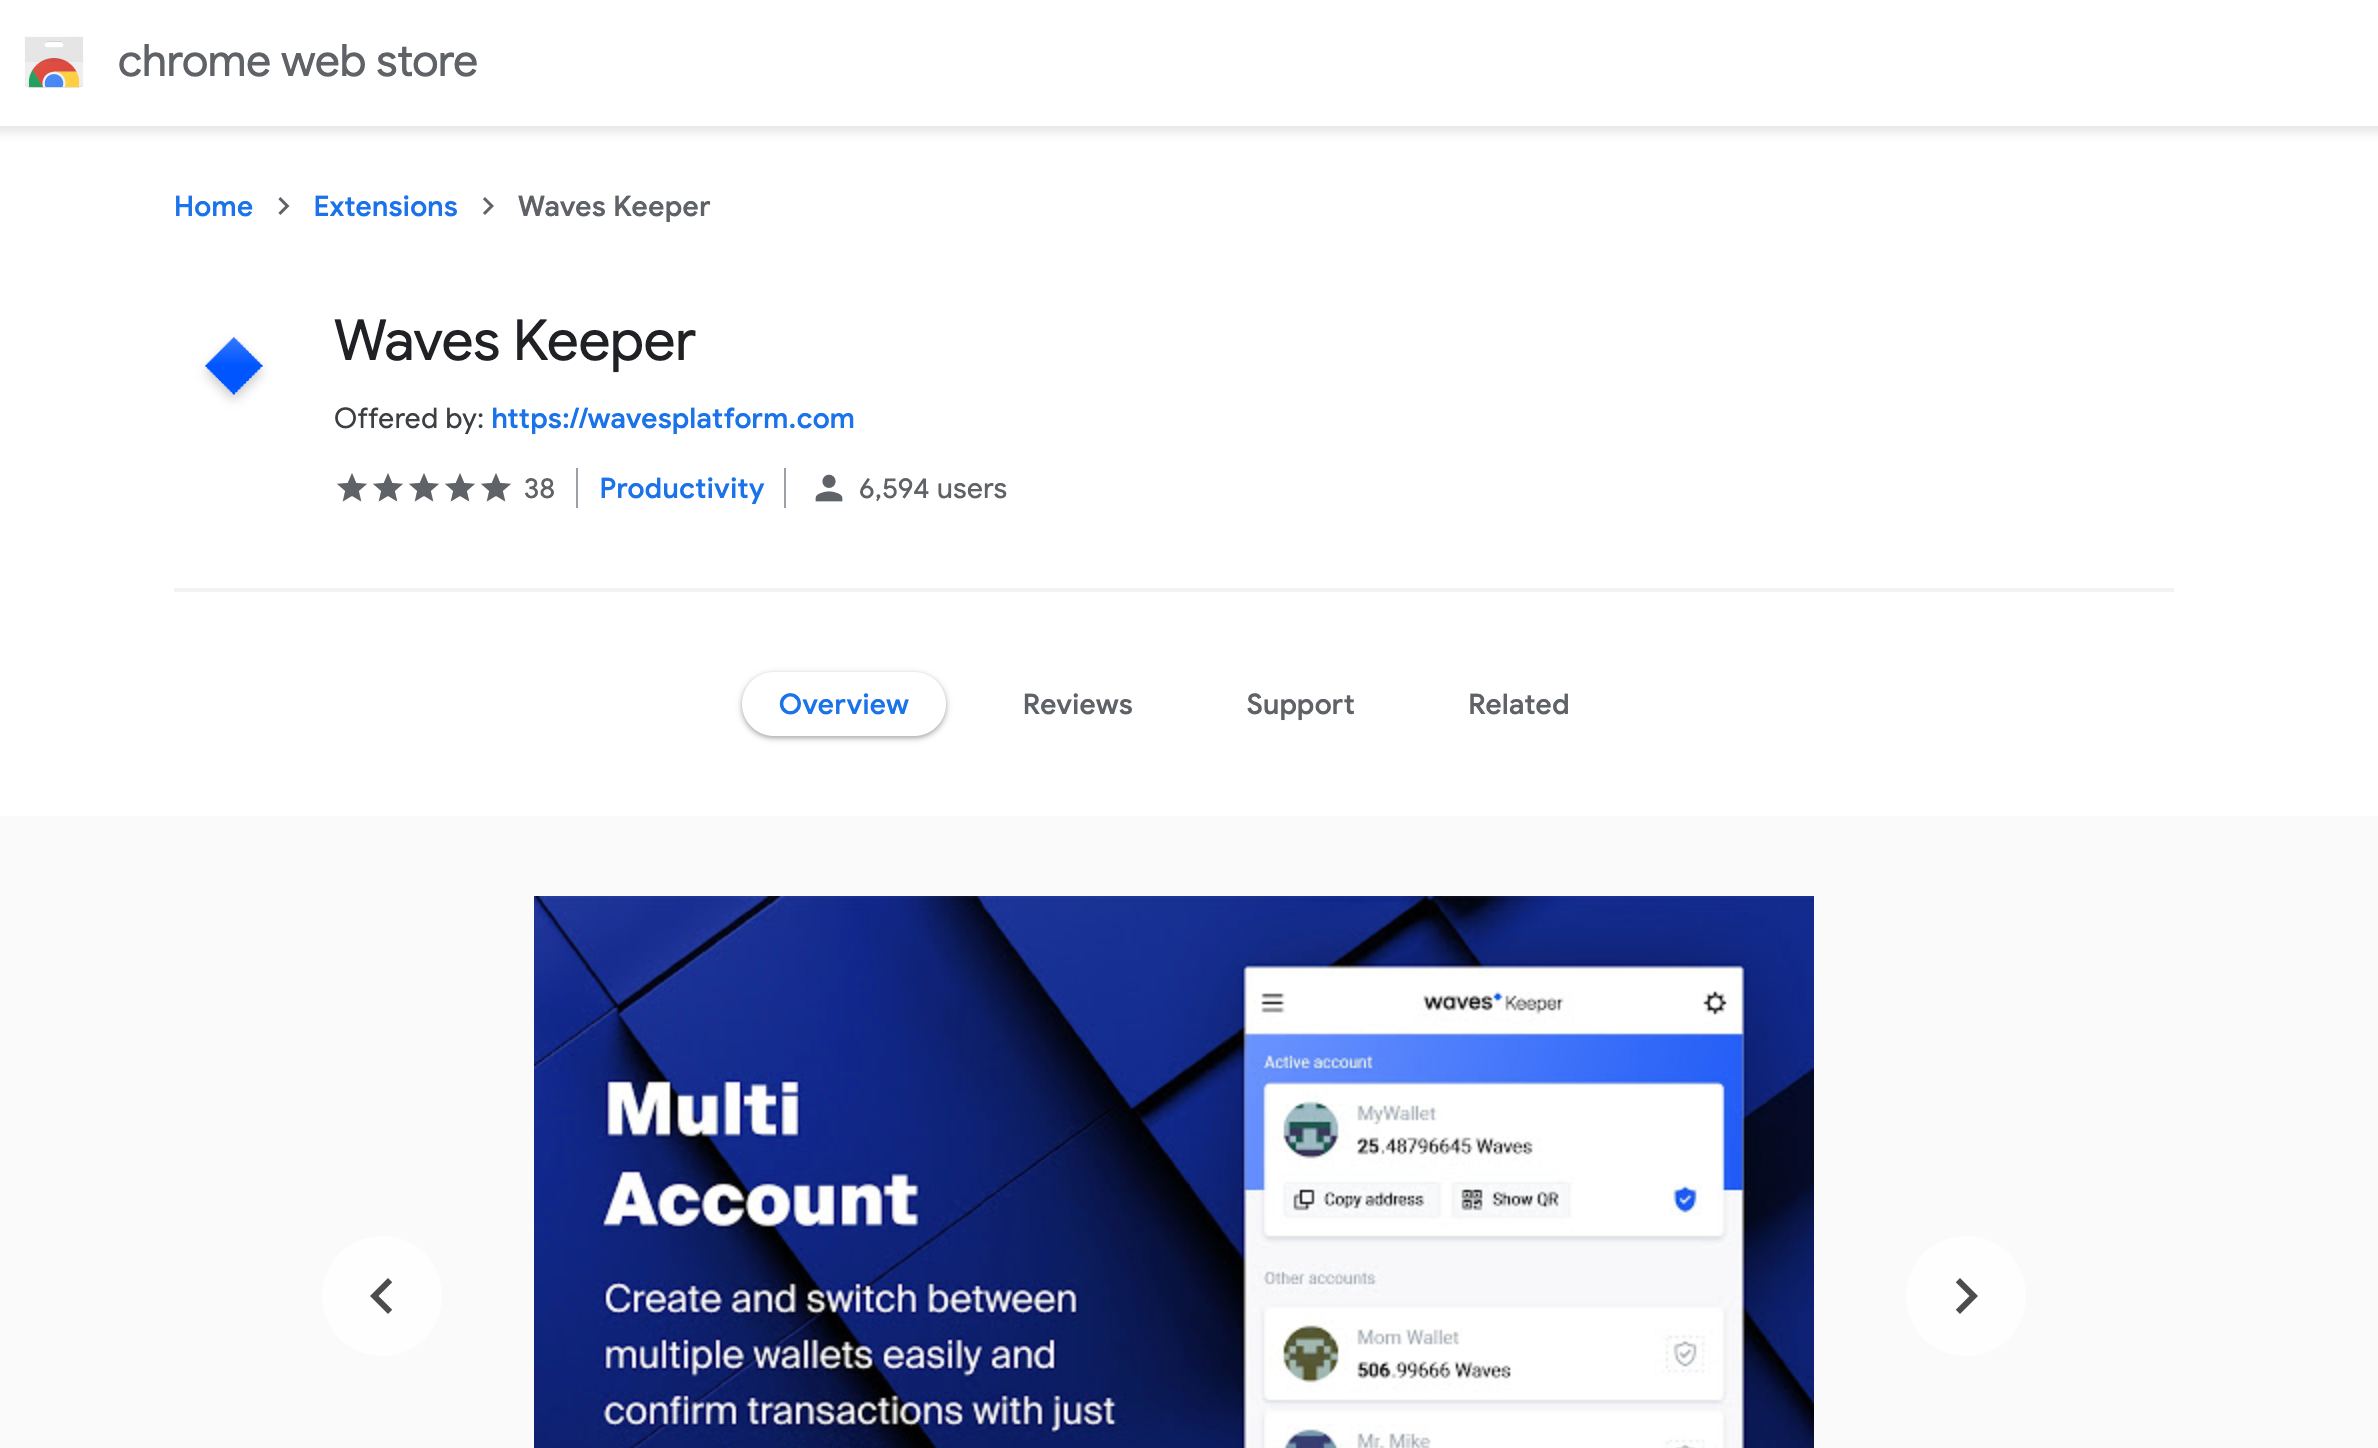 chrome web store
Home > Extensions > Waves Keeper
Waves Keeper
Offered by: https://wavesplatform.com
38 Productivity 6,594 users
Overview Reviews Support Related
Multi
Account
Create and switch between
multiple wallets easily and
confirm transactions with just
waves Keeper
Active account
MyWallet
25.48796645 Waves
Copy address Show QR
Other accounts
Mom Wallet
506.99666 Waves
Mr. Mike